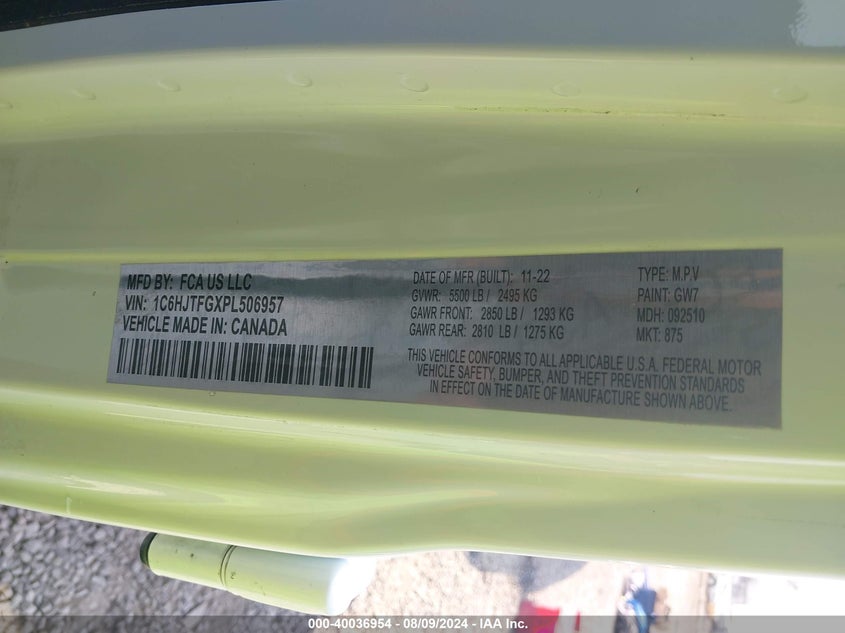 MFD BY: FCA US LLC
VIN: 1C6HJTFGXPL506957
VEHICLE MADE IN: CANADA
DATE OF MFR (BUILT): 11-22
GVWR: 5500 LB / 2495 KG
GAWR FRONT: 2850 LB / 1293 KG
GAWR REAR: 2810 LB / 1275 KG
TYPE: M.P.V
PAINT: GW7
MDH: 092510
MKT: 875
THIS VEHICLE CONFORMS TO ALL APPLICABLE U.S.A. FEDERAL MOTOR
VEHICLE SAFETY, BUMPER, AND THEFT PREVENTION STANDARDS
IN EFFECT ON THE DATE OF MANUFACTURE SHOWN ABOVE.
000-40036954 - 08/09/2024 - IAA Inc.